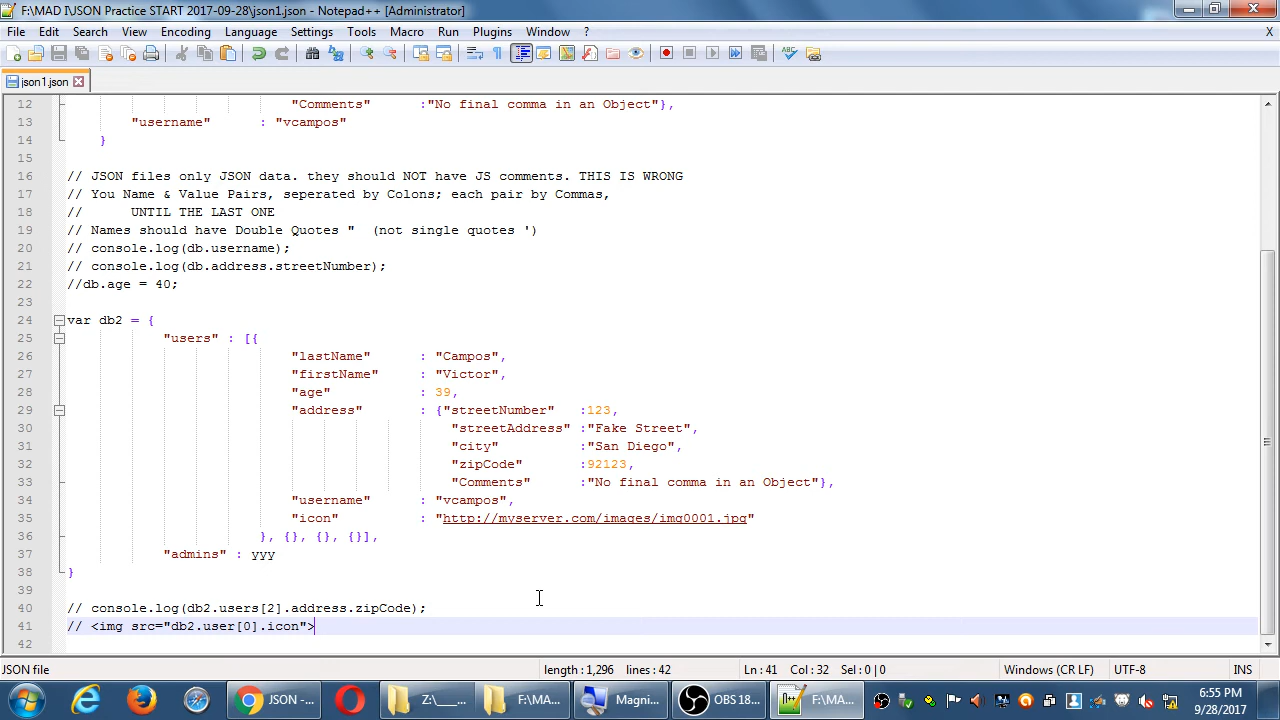 F:\MAD I\JSON Practice START 2017-09-28\json1.json - Notepad++ [Administrator]
File Edit Search View Encoding Language Settings Tools Macro Run Plugins Window ? X
json1.json
12 "Comments" :"No final comma in an Object"},
13 "username" : "vcampos"
14 }
15
16 // JSON files only JSON data. they should NOT have JS comments. THIS IS WRONG
17 // You Name & Value Pairs, seperated by Colons; each pair by Commas,
18 // UNTIL THE LAST ONE
19 // Names should have Double Quotes " (not single quotes ')
20 // console.log(db.username);
21 // console.log(db.address.streetNumber);
22 //db.age = 40;
23
24 var db2 = {
25 "users" : [{
26 "lastName" : "Campos",
27 "firstName" : "Victor",
28 "age" : 39,
29 "address" : {"streetNumber" :123,
30 "streetAddress" :"Fake Street",
31 "city" :"San Diego",
32 "zipCode" :92123,
33 "Comments" :"No final comma in an Object"},
34 "username" : "vcampos",
35 "icon" : "http://myserver.com/images/img0001.jpg"
36 }, {}, {}, {}],
37 "admins" : yyy
38 }
39
40 // console.log(db2.users[2].address.zipCode);
41 // <img src="db2.user[0].icon">
42
JSON file length : 1,296 lines : 42 Ln : 41 Col : 32 Sel : 0 | 0 Windows (CR LF) UTF-8 INS
JSON -... Z:\___... F:\MA... Magni... OBS 18... F:\MA... 6:55 PM
9/28/2017